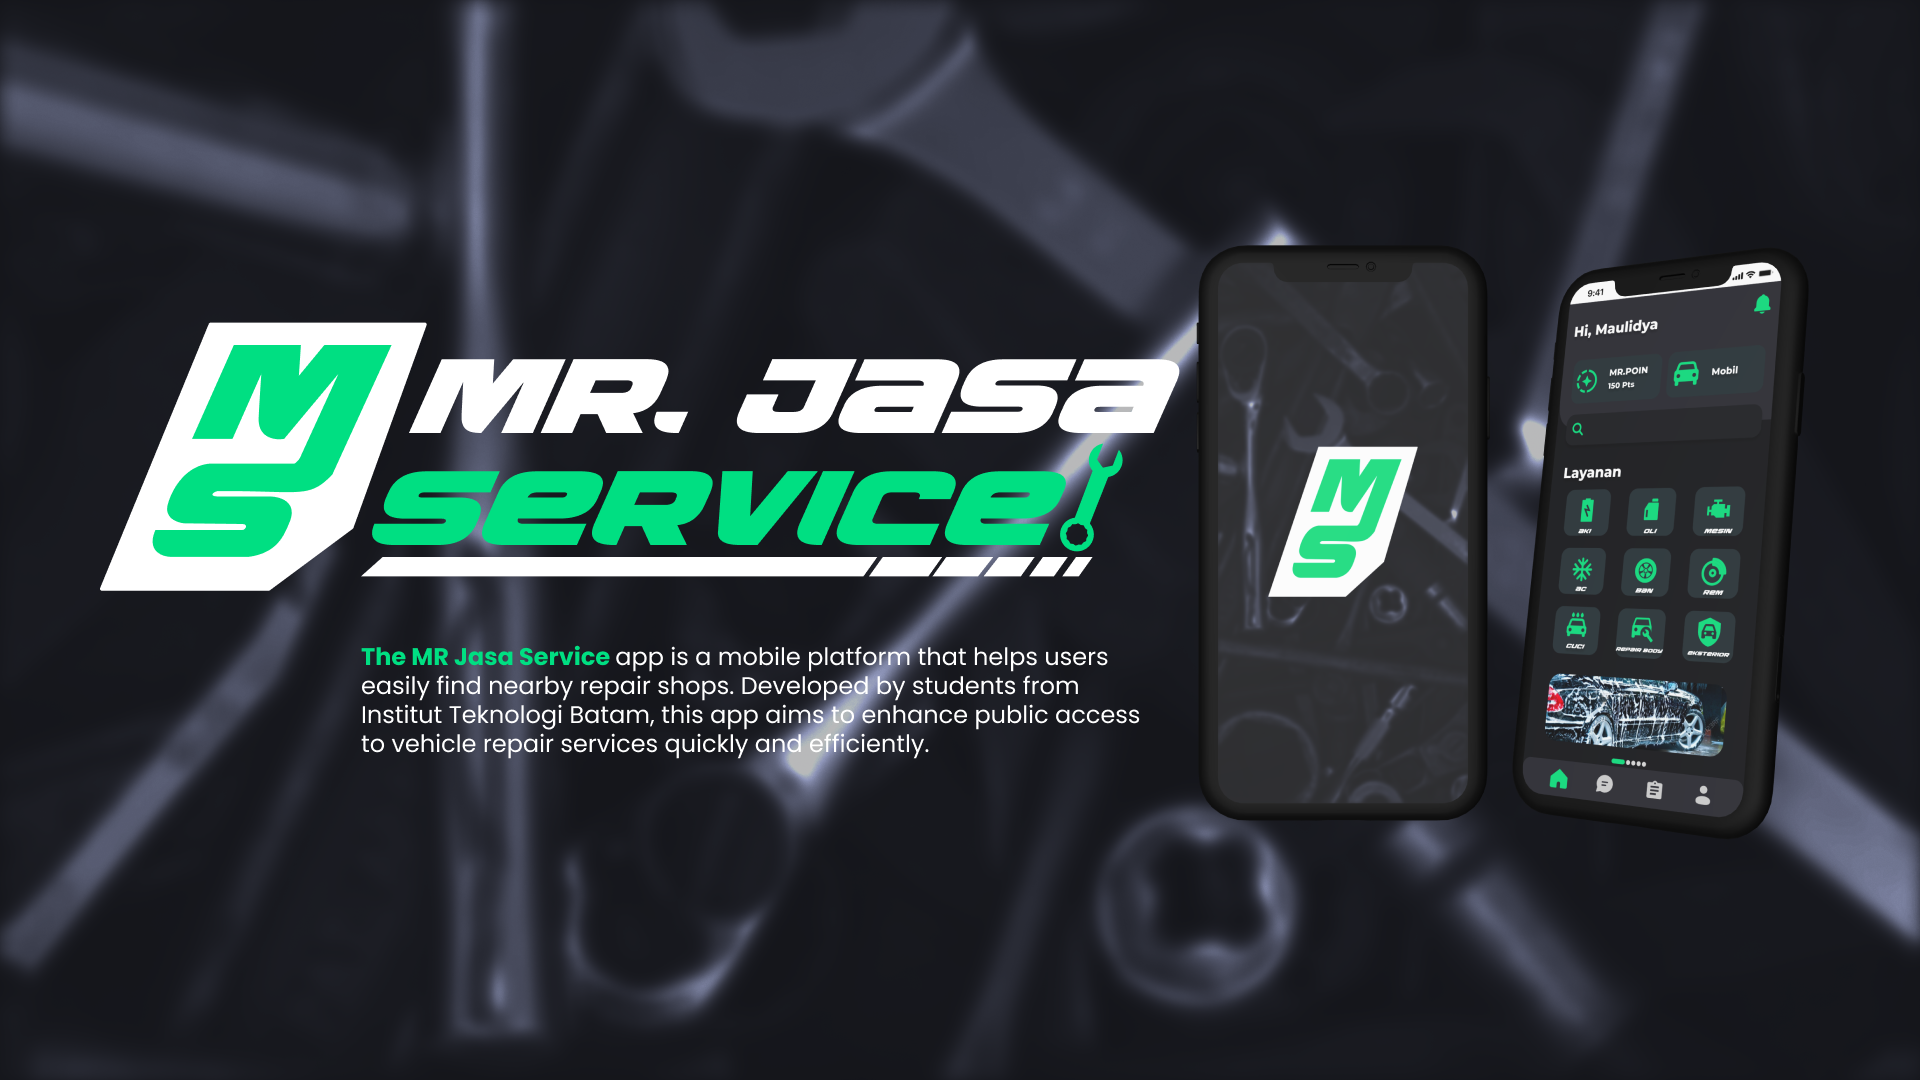 MJS
MR. Jasa
service
The MR Jasa Service app is a mobile platform that helps users
easily find nearby repair shops. Developed by students from
Institut Teknologi Batam, this app aims to enhance public access
to vehicle repair services quickly and efficiently.
MJS
9:41
Hi, Maulidya
MR.POIN
150 Pts
Mobil
Layanan
AKI
OLI
MESIN
AC
BAN
REM
CUCI
REPAIR BODY
EKSTERIOR